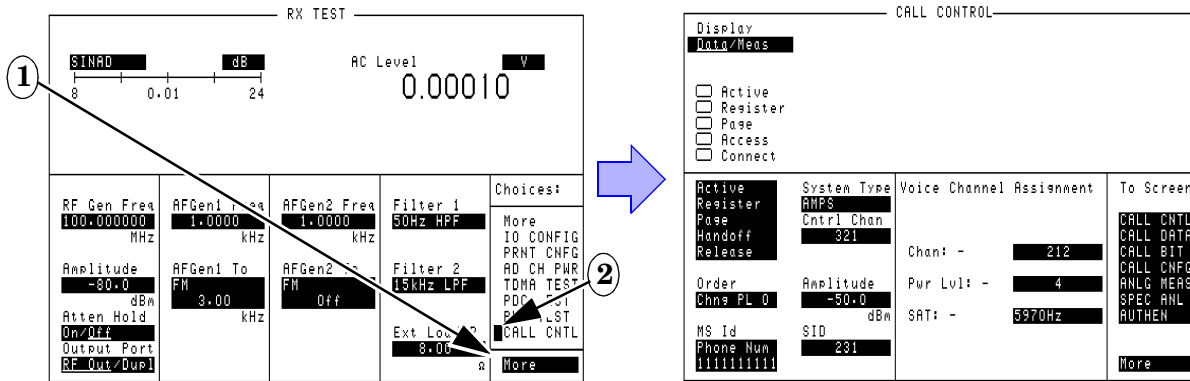 RX TEST
SINAD dB
8 0.01 24
AC Level V
0.00010
1
RF Gen Freq
100.000000
MHz
Amplitude
-80.0
dBm
Atten Hold
On/Off
Output Port
RF Out/Dupl
AFGen1 Freq
1.0000
kHz
AFGen1 To
FM
3.00
kHz
AFGen2 Freq
1.0000
kHz
AFGen2
FM
Off
Filter 1
50Hz HPF
Filter 2
15kHz LPF
Ext
8.00
Ω
Choices:
More
IO CONFIG
PRNT CNFG
AD CH PWR
TDMA TEST
TEST
TEST
CALL CNTL
More
2
CALL CONTROL
Display
Data/Meas
Active
Register
Page
Access
Connect
Active
Register
Page
Handoff
Release
Order
Chng PL 0
MS Id
Phone Num
1111111111
System Type
AMPS
Cntrl Chan
321
Amplitude
-50.0
dBm
SID
231
Voice Channel Assignment
Chan: - 212
Pwr Lvl: - 4
SAT: - 5970Hz
To Screen
CALL CNTL
CALL DATA
CALL BIT
CALL CNFG
ANLG MEAS
SPEC ANL
AUTHEN
More